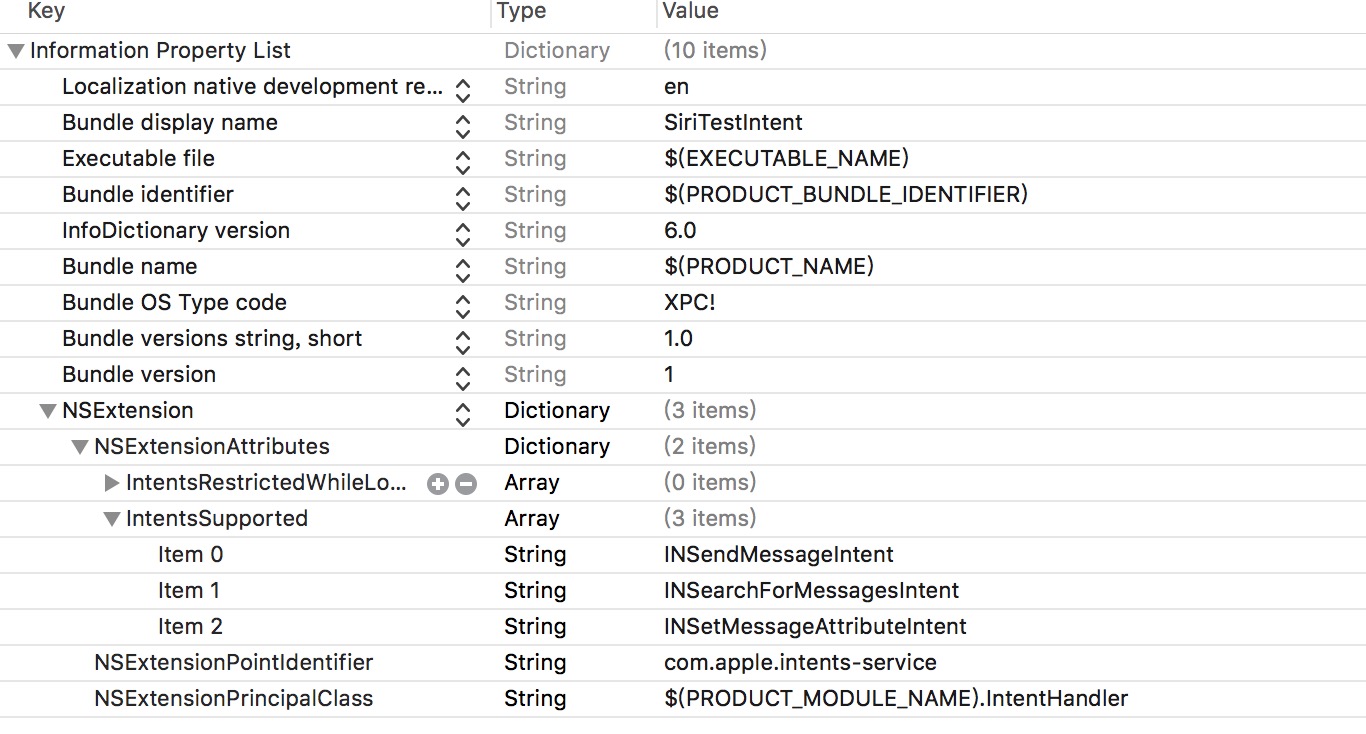 Key Type Value
Information Property List Dictionary (10 items)
Localization native development re... String en
Bundle display name String SiriTestIntent
Executable file String $(EXECUTABLE_NAME)
Bundle identifier String $(PRODUCT_BUNDLE_IDENTIFIER)
InfoDictionary version String 6.0
Bundle name String $(PRODUCT_NAME)
Bundle OS Type code String XPC!
Bundle versions string, short String 1.0
Bundle version String 1
NSExtension Dictionary (3 items)
NSExtensionAttributes Dictionary (2 items)
IntentsRestrictedWhileLo... Array (0 items)
IntentsSupported Array (3 items)
Item 0 String INSendMessageIntent
Item 1 String INSearchForMessagesIntent
Item 2 String INSetMessageAttributeIntent
NSExtensionPointIdentifier String com.apple.intents-service
NSExtensionPrincipalClass String $(PRODUCT_MODULE_NAME).IntentHandler